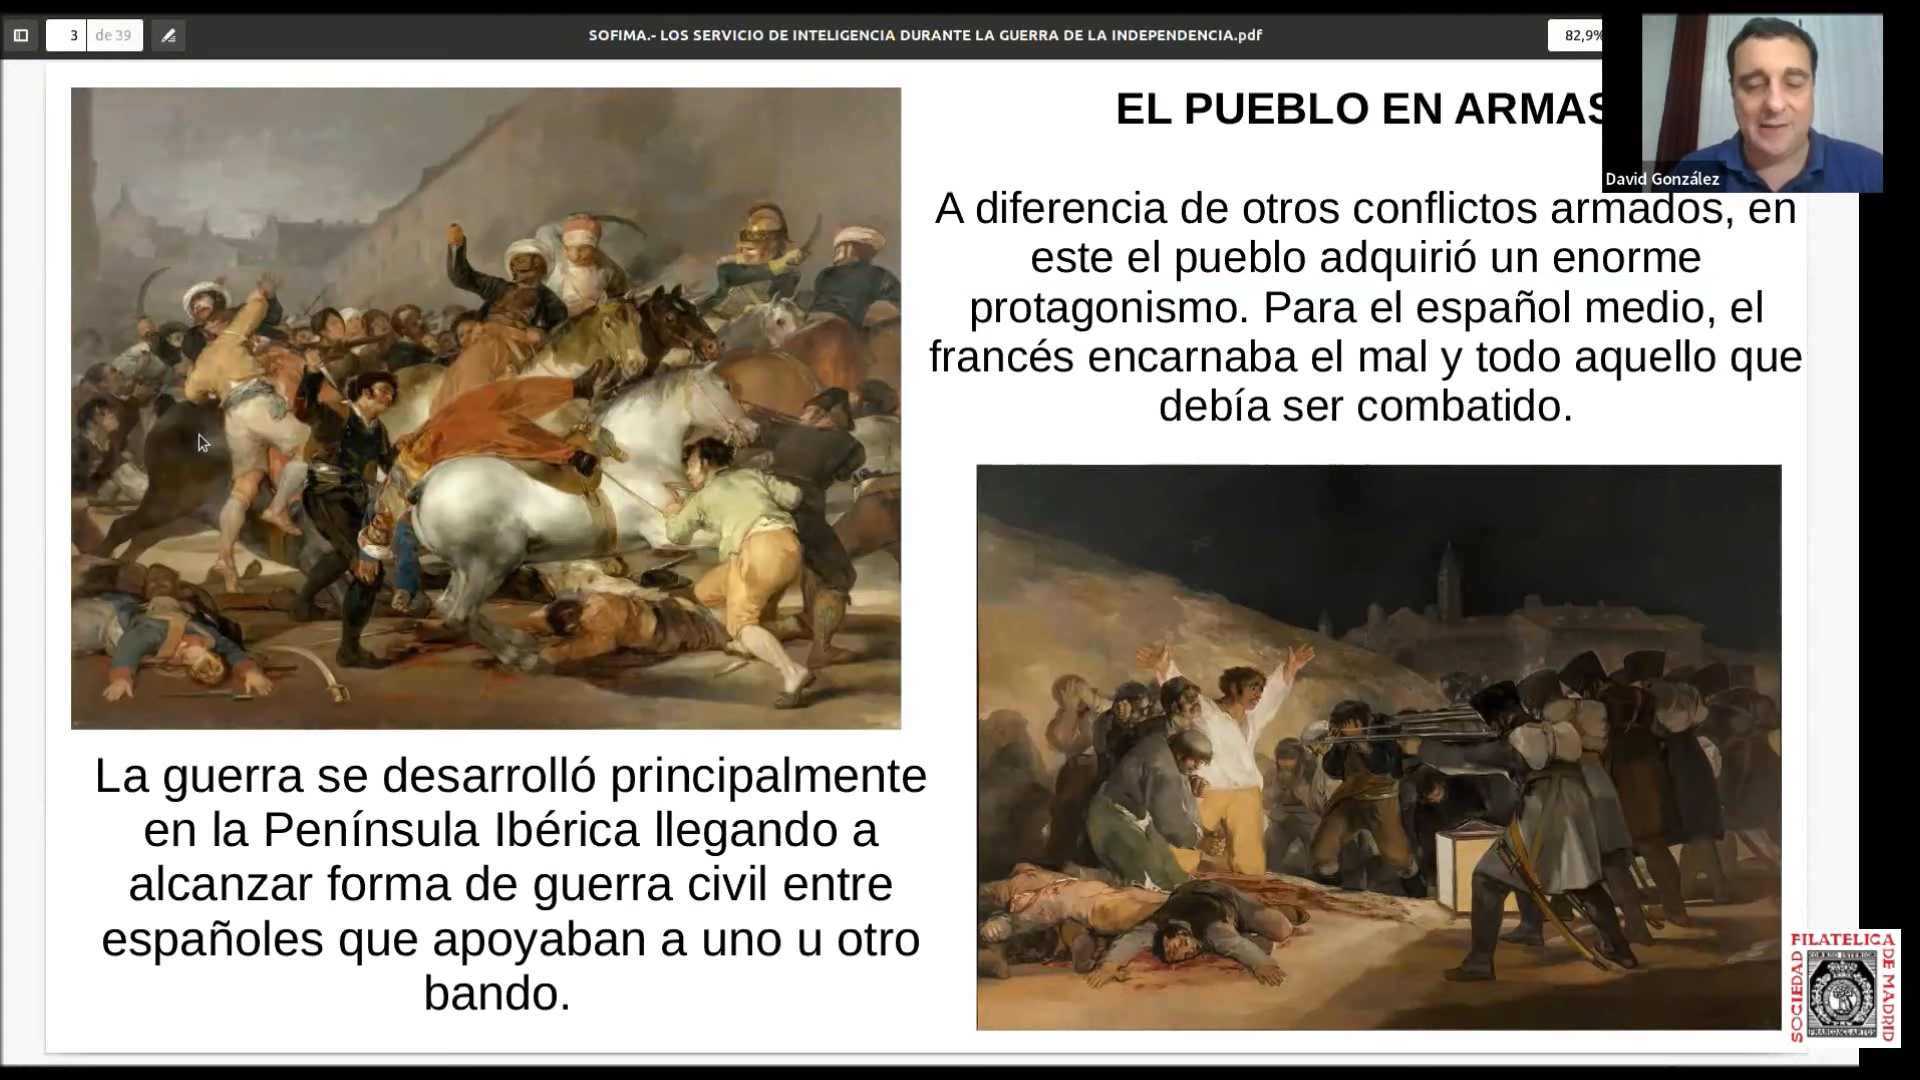 3 de 39
SOFIMA.- LOS SERVICIO DE INTELIGENCIA DURANTE LA GUERRA DE LA INDEPENDENCIA.pdf
82,9%
David González
EL PUEBLO EN ARMAS
A diferencia de otros conflictos armados, en
este el pueblo adquirió un enorme
protagonismo. Para el español medio, el
francés encarnaba el mal y todo aquello que
debía ser combatido.
La guerra se desarrolló principalmente
en la Península Ibérica llegando a
alcanzar forma de guerra civil entre
españoles que apoyaban a uno u otro
bando.
SOCIEDAD
FILATELICA
DE MADRID
CORREO INTERIOR